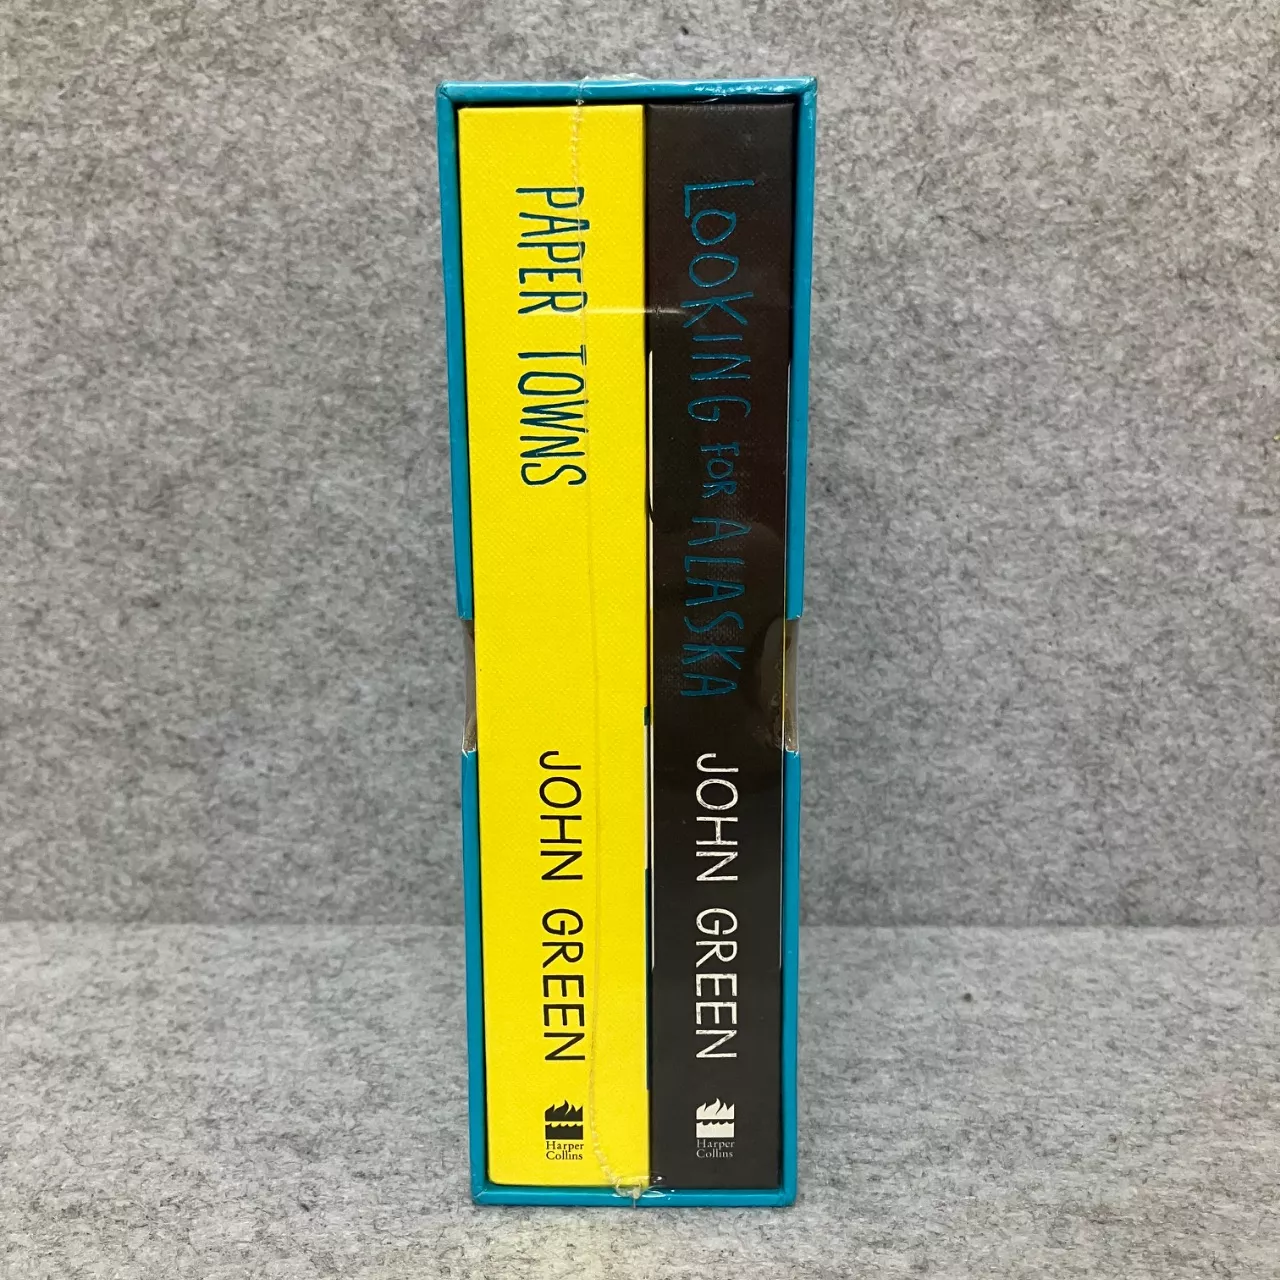 PAPER TOWNS
JOHN GREEN
Harper
Collins
LOOKING FOR ALASKA
JOHN GREEN
Harper
Collins